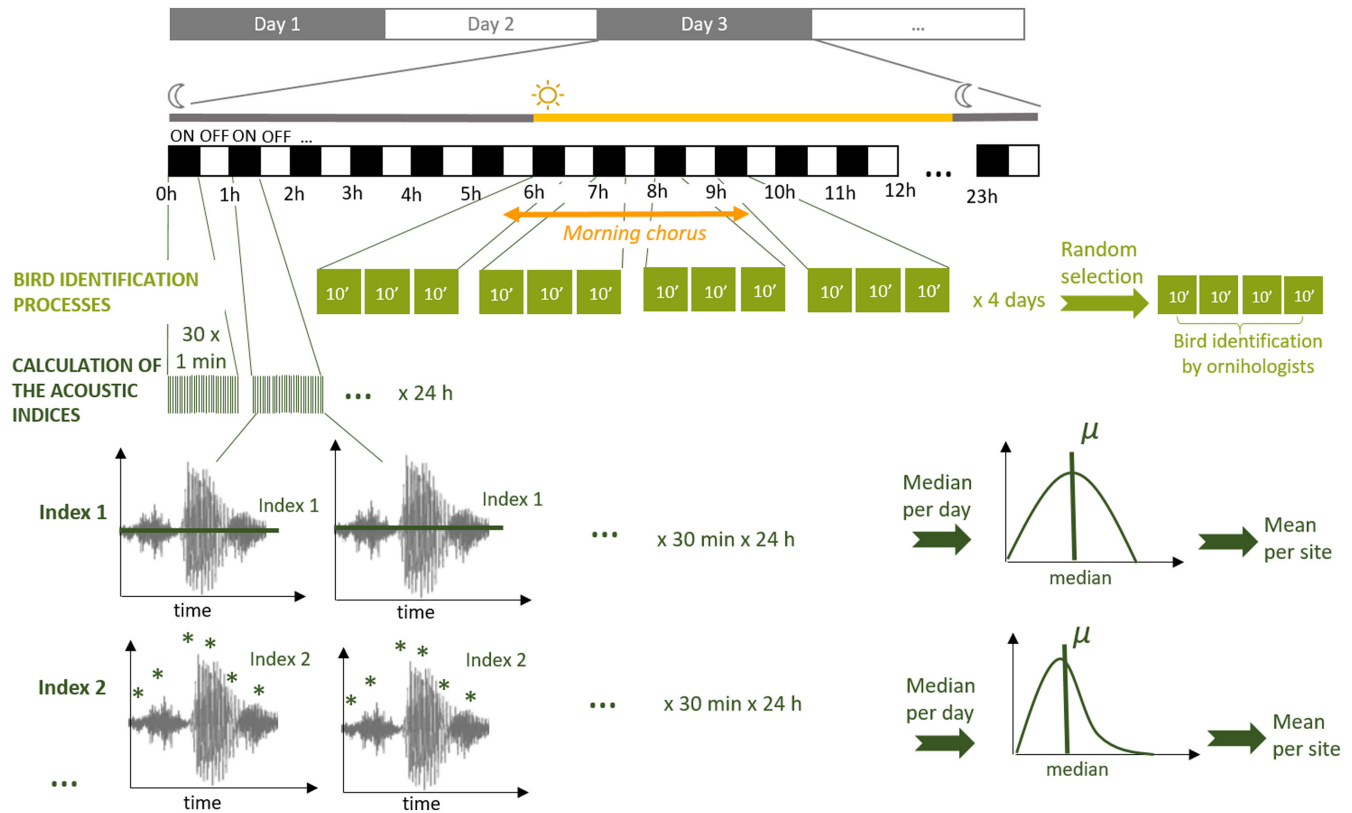 Day 1 Day 2 Day 3 ...
ON OFF ON OFF ...
0h 1h 2h 3h 4h 5h 6h 7h 8h 9h 10h 11h 12h ... 23h
Morning chorus
BIRD IDENTIFICATION
PROCESSES
10' 10' 10' 10' 10' 10' 10' 10' 10' 10' 10' 10'
x 4 days
Random
selection
10' 10' 10' 10'
Bird identification
by ornihologists
30 x
1 min
CALCULATION OF
THE ACOUSTIC
INDICES
... x 24 h
Index 1
Index 1
time
Index 1
time
... x 30 min x 24 h
Median
per day
μ
median
Mean
per site
Index 2
* * * * * *
Index 2
time
* * * * * *
Index 2
time
... x 30 min x 24 h
Median
per day
μ
median
Mean
per site
...